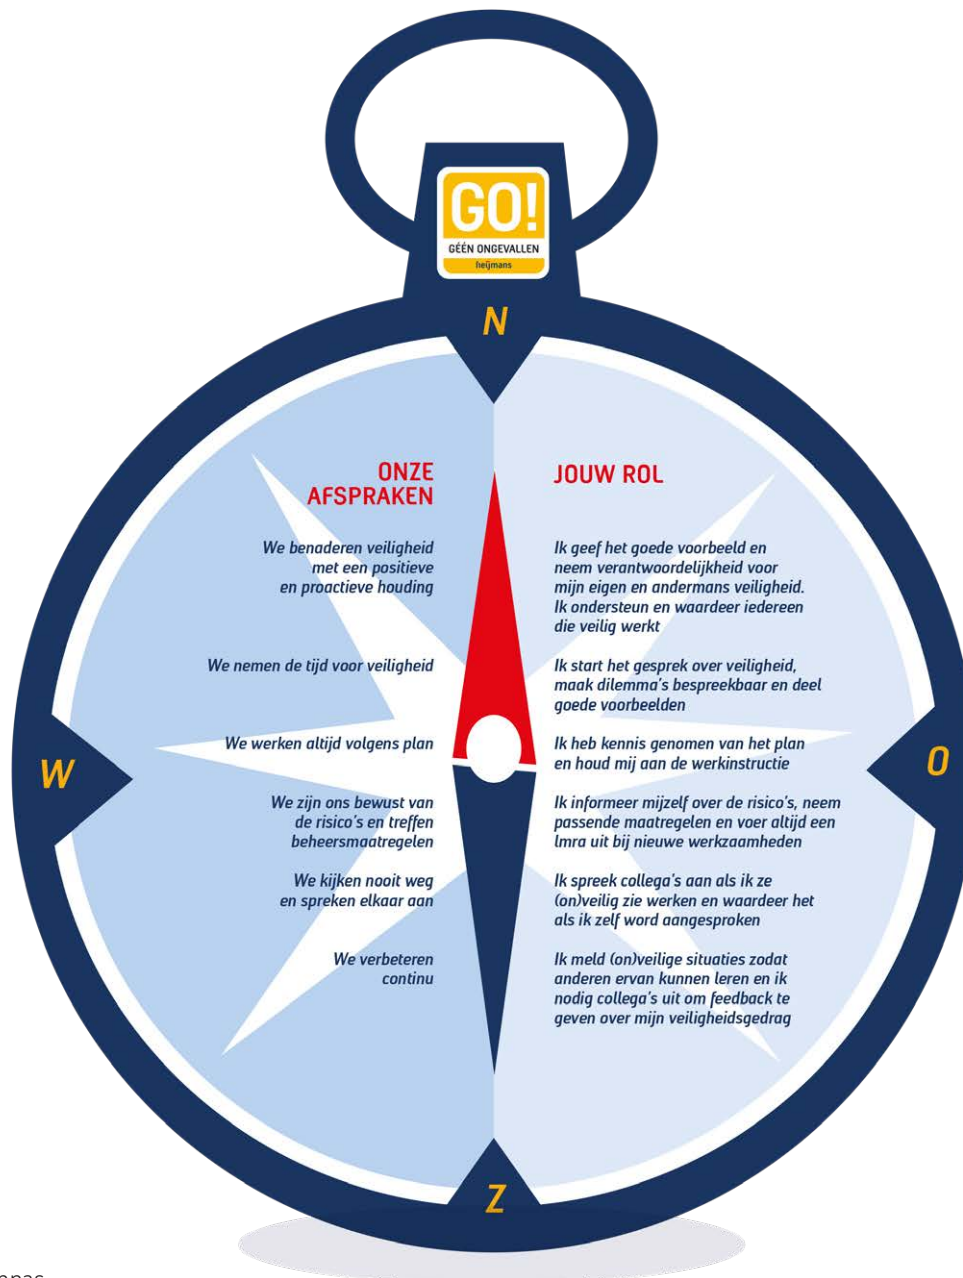 GO!
GÉÉN ONGEVALLEN
heijmans
N
ONZE
AFSPRAKEN
We benaderen veiligheid
met een positieve
en proactieve houding
We nemen de tijd voor veiligheid
We werken altijd volgens plan
We zijn ons bewust van
de risico's en treffen
beheersmaatregelen
We kijken nooit weg
en spreken elkaar aan
We verbeteren
continu
JOUW ROL
Ik geef het goede voorbeeld en
neem verantwoordelijkheid voor
mijn eigen en andermans veiligheid.
Ik ondersteun en waardeer iedereen
die veilig werkt
Ik start het gesprek over veiligheid,
maak dilemma's bespreekbaar en deel
goede voorbeelden
Ik heb kennis genomen van het plan
en houd mij aan de werkinstructie
Ik informeer mijzelf over de risico's, neem
passende maatregelen en voer altijd een
lmra uit bij nieuwe werkzaamheden
Ik spreek collega's aan als ik ze
(on)veilig zie werken en waardeer het
als ik zelf word aangesproken
Ik meld (on)veilige situaties zodat
anderen ervan kunnen leren en ik
nodig collega's uit om feedback te
geven over mijn veiligheidsgedrag
W
O
Z